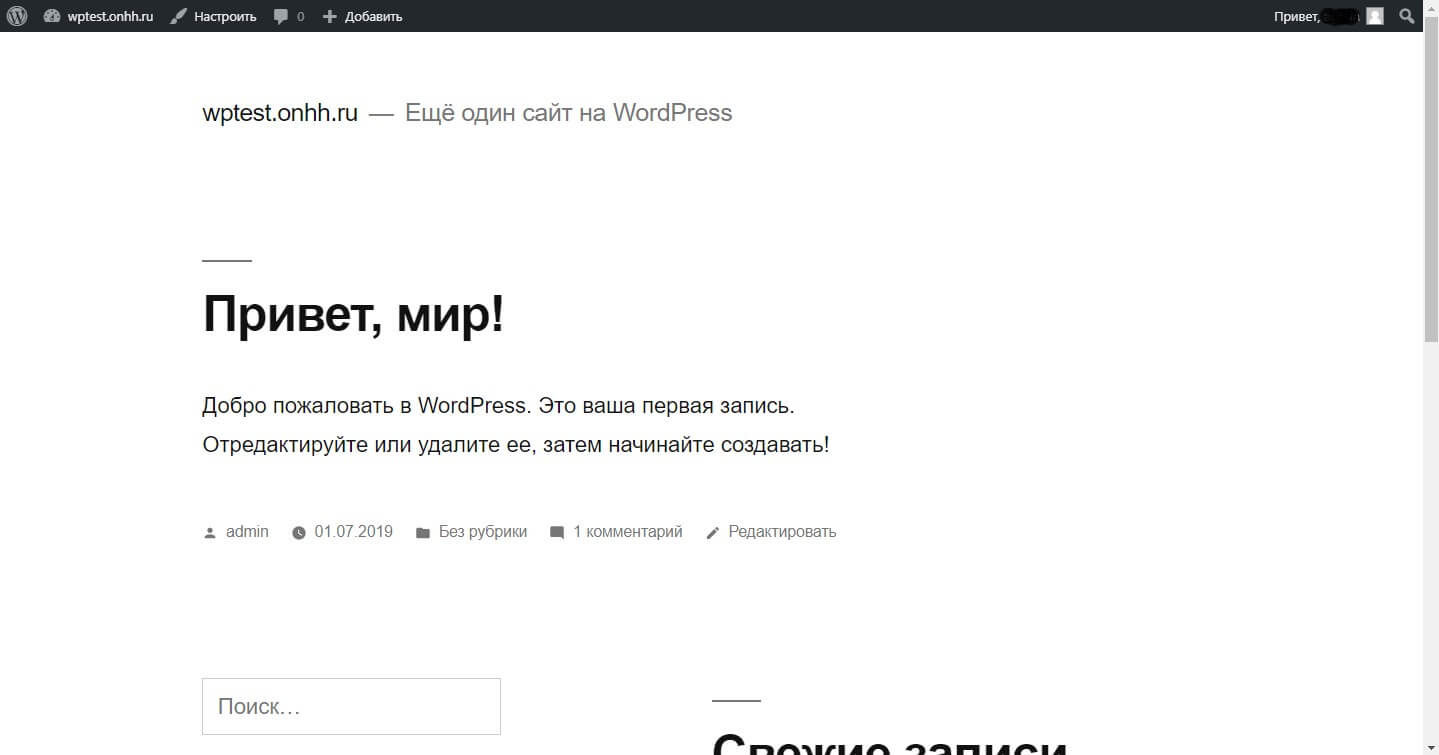 wptest.onhh.ru Настроить 0 Добавить Привет,
wptest.onhh.ru — Ещё один сайт на WordPress
Привет, мир!
Добро пожаловать в WordPress. Это ваша первая запись.
Отредактируйте или удалите ее, затем начинайте создавать!
admin 01.07.2019 Без рубрики 1 комментарий Редактировать
Поиск…
Свежие записи